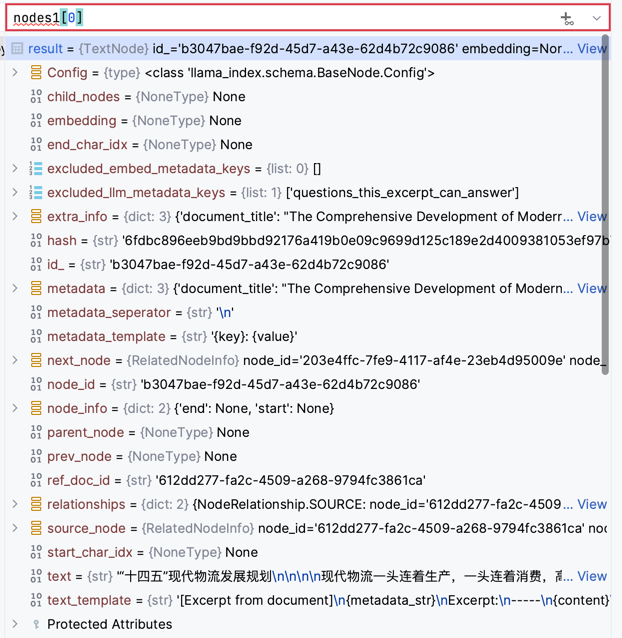 nodes1[0]
result = {TextNode} id_='b3047bae-f92d-45d7-a43e-62d4b72c9086' embedding=Nor... View
Config = {type} <class 'llama_index.schema.BaseNode.Config'>
child_nodes = {NoneType} None
embedding = {NoneType} None
end_char_idx = {NoneType} None
excluded_embed_metadata_keys = {list: 0} []
excluded_llm_metadata_keys = {list: 1} ['questions_this_excerpt_can_answer']
extra_info = {dict: 3} {'document_title': "The Comprehensive Development of Modern... View
hash = {str} '6fdbc896eeb9bd9bbd92176a419b0e09c9699d125c189e2d4009381053ef97b
id_ = {str} 'b3047bae-f92d-45d7-a43e-62d4b72c9086'
metadata = {dict: 3} {'document_title': "The Comprehensive Development of Modern... View
metadata_seperator = {str} '\n'
metadata_template = {str} '{key}: {value}'
next_node = {RelatedNodeInfo} node_id='203e4ffc-7fe9-4117-af4e-23eb4d95009e' node_
node_id = {str} 'b3047bae-f92d-45d7-a43e-62d4b72c9086'
node_info = {dict: 2} {'end': None, 'start': None}
parent_node = {NoneType} None
prev_node = {NoneType} None
ref_doc_id = {str} '612dd277-fa2c-4509-a268-9794fc3861ca'
relationships = {dict: 2} {NodeRelationship.SOURCE: node_id='612dd277-fa2c-4509... View
source_node = {RelatedNodeInfo} node_id='612dd277-fa2c-4509-a268-9794fc3861ca' noc
start_char_idx = {NoneType} None
text = {str} '“十四五”现代物流发展规划\n\n\n\n现代物流一头连着生产，一头连着消费，高... View
text_template = {str} '[Excerpt from document]\n{metadata_str}\nExcerpt:\n-----\n{content}
Protected Attributes